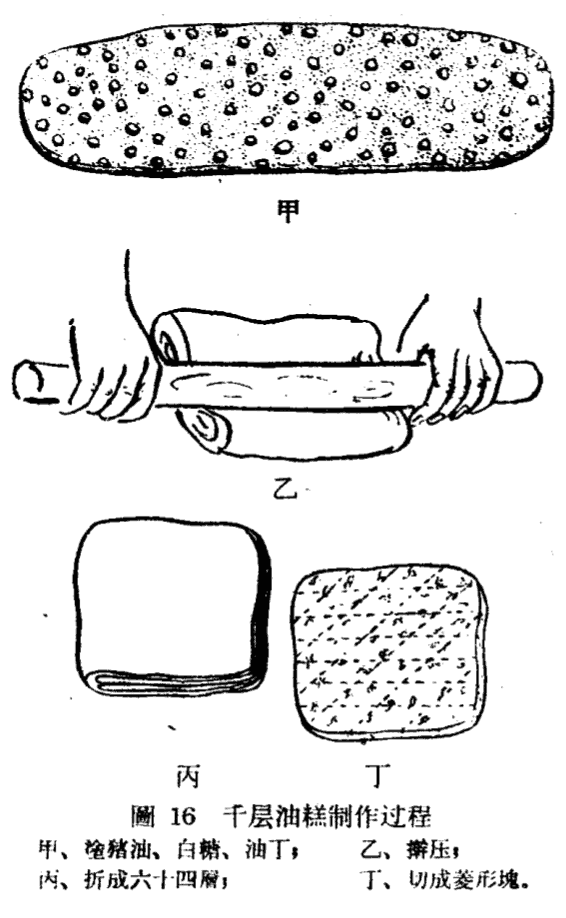 甲
乙
丙 丁
圖 16 千层油糕制作过程
甲、塗猪油、白糖、油丁； 乙、擀压；
丙、折成六十四層； 丁、切成菱形塊。